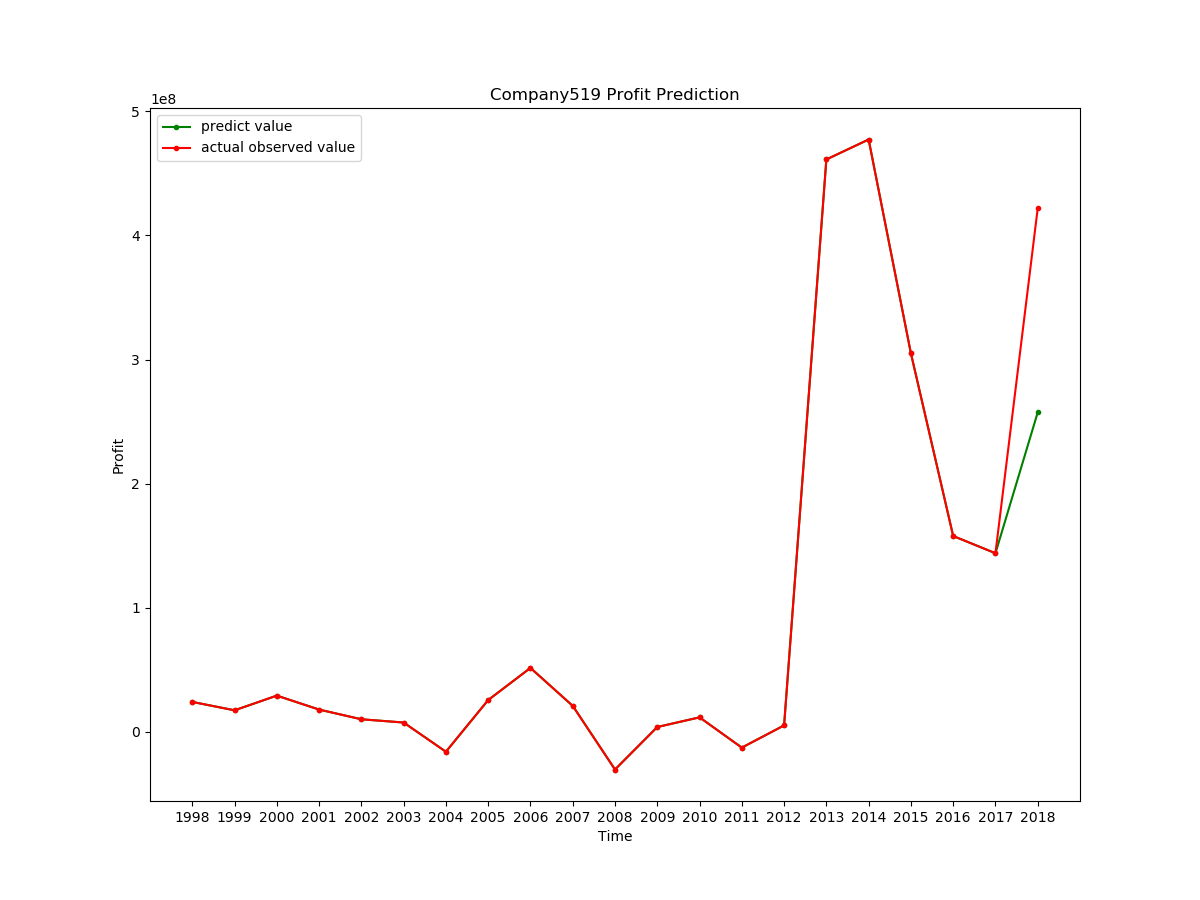 Company519 Profit Prediction
1e8
predict value
actual observed value
5
4
3
2
1
0
Profit
1998 1999 2000 2001 2002 2003 2004 2005 2006 2007 2008 2009 2010 2011 2012 2013 2014 2015 2016 2017 2018
Time